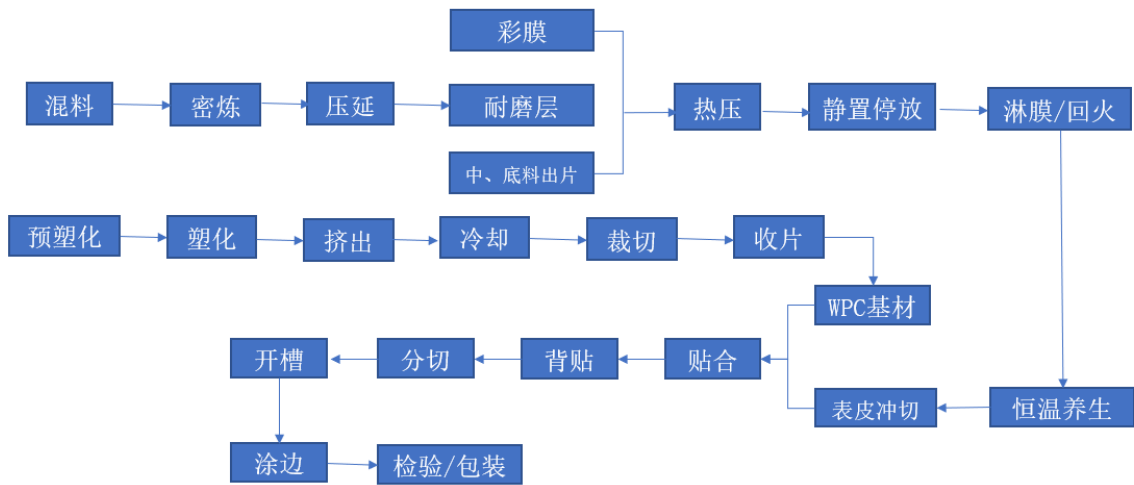 彩膜
混料
密炼
压延
耐磨层
热压
静置停放
淋膜/回火
中、底料出片
预塑化
塑化
挤出
冷却
裁切
收片
WPC基材
开槽
分切
背贴
贴合
表皮冲切
恒温养生
涂边
检验/包装